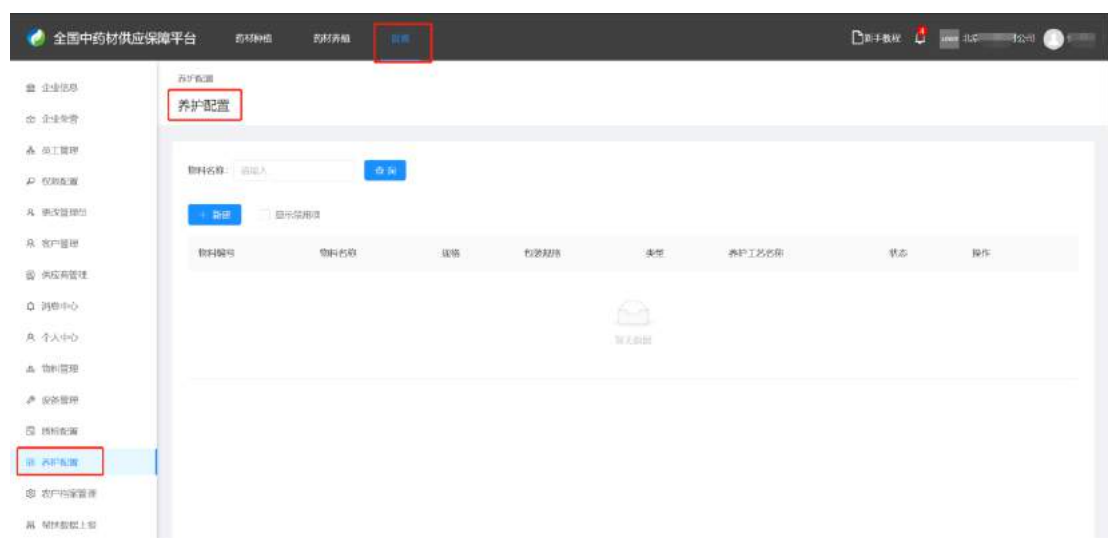 全国中药材供应保障平台
药材种植
药材养殖
设置
新手教程
养护配置
养护配置
企业信息
企业荣誉
员工管理
权限配置
更改管理员
客户管理
供应商管理
消息中心
个人中心
物料管理
设备管理
质检配置
养护配置
农户档案管理
物料名称: 请输入
查 询
+ 新建
显示禁用项
物料编号 物料名称 规格 包装规格 类型 养护工艺名称 状态 操作
暂无数据